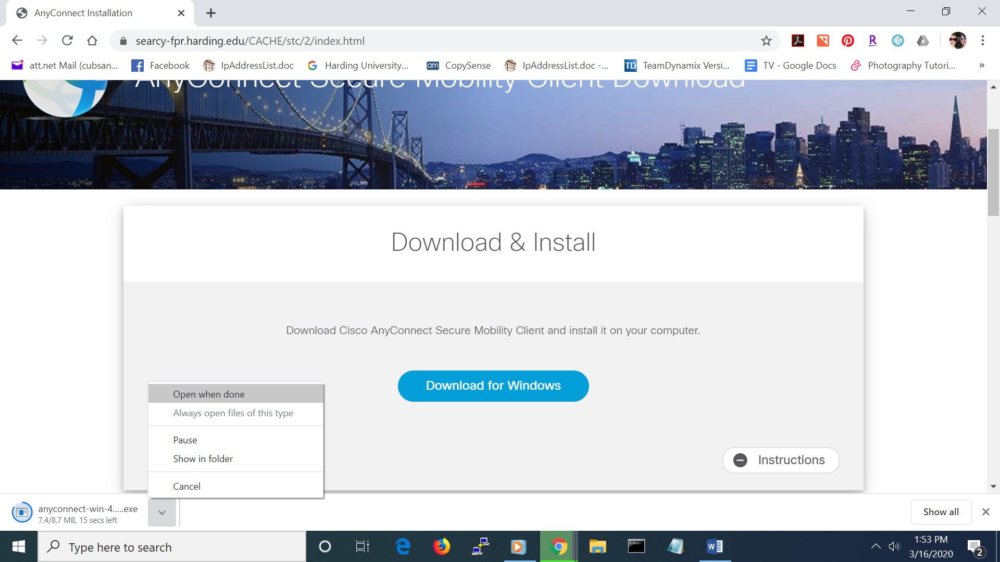 AnyConnect Installation
searcy-fpr.harding.edu/CACHE/stc/2/index.html
att.net Mail (cubsan... Facebook IpAddressList.doc Harding University... CopySense IpAddressList.doc -... TeamDynamix Versi... TV - Google Docs Photography Tutori... »
AnyConnect Secure Mobility Client Download
Download & Install
Download Cisco AnyConnect Secure Mobility Client and install it on your computer.
Download for Windows
Open when done
Always open files of this type
Pause
Show in folder
Cancel
Instructions
anyconnect-win-4.....exe
7.4/8.7 MB, 15 secs left
Show all
Type here to search
1:53 PM
3/16/2020
2